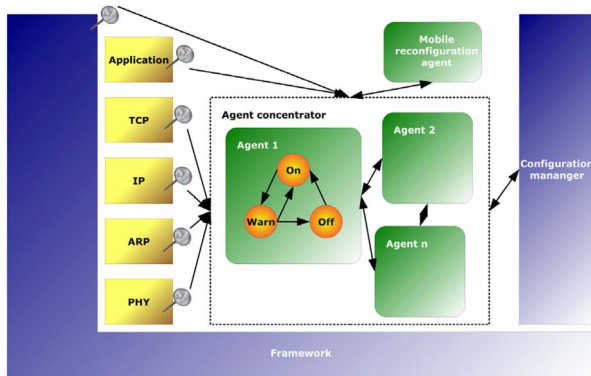 Application
Mobile
reconfiguration
agent
TCP
Agent concentrator
Agent 1
On
Warn
Off
Agent 2
IP
Configuration
mananger
ARP
Agent n
PHY
Framework